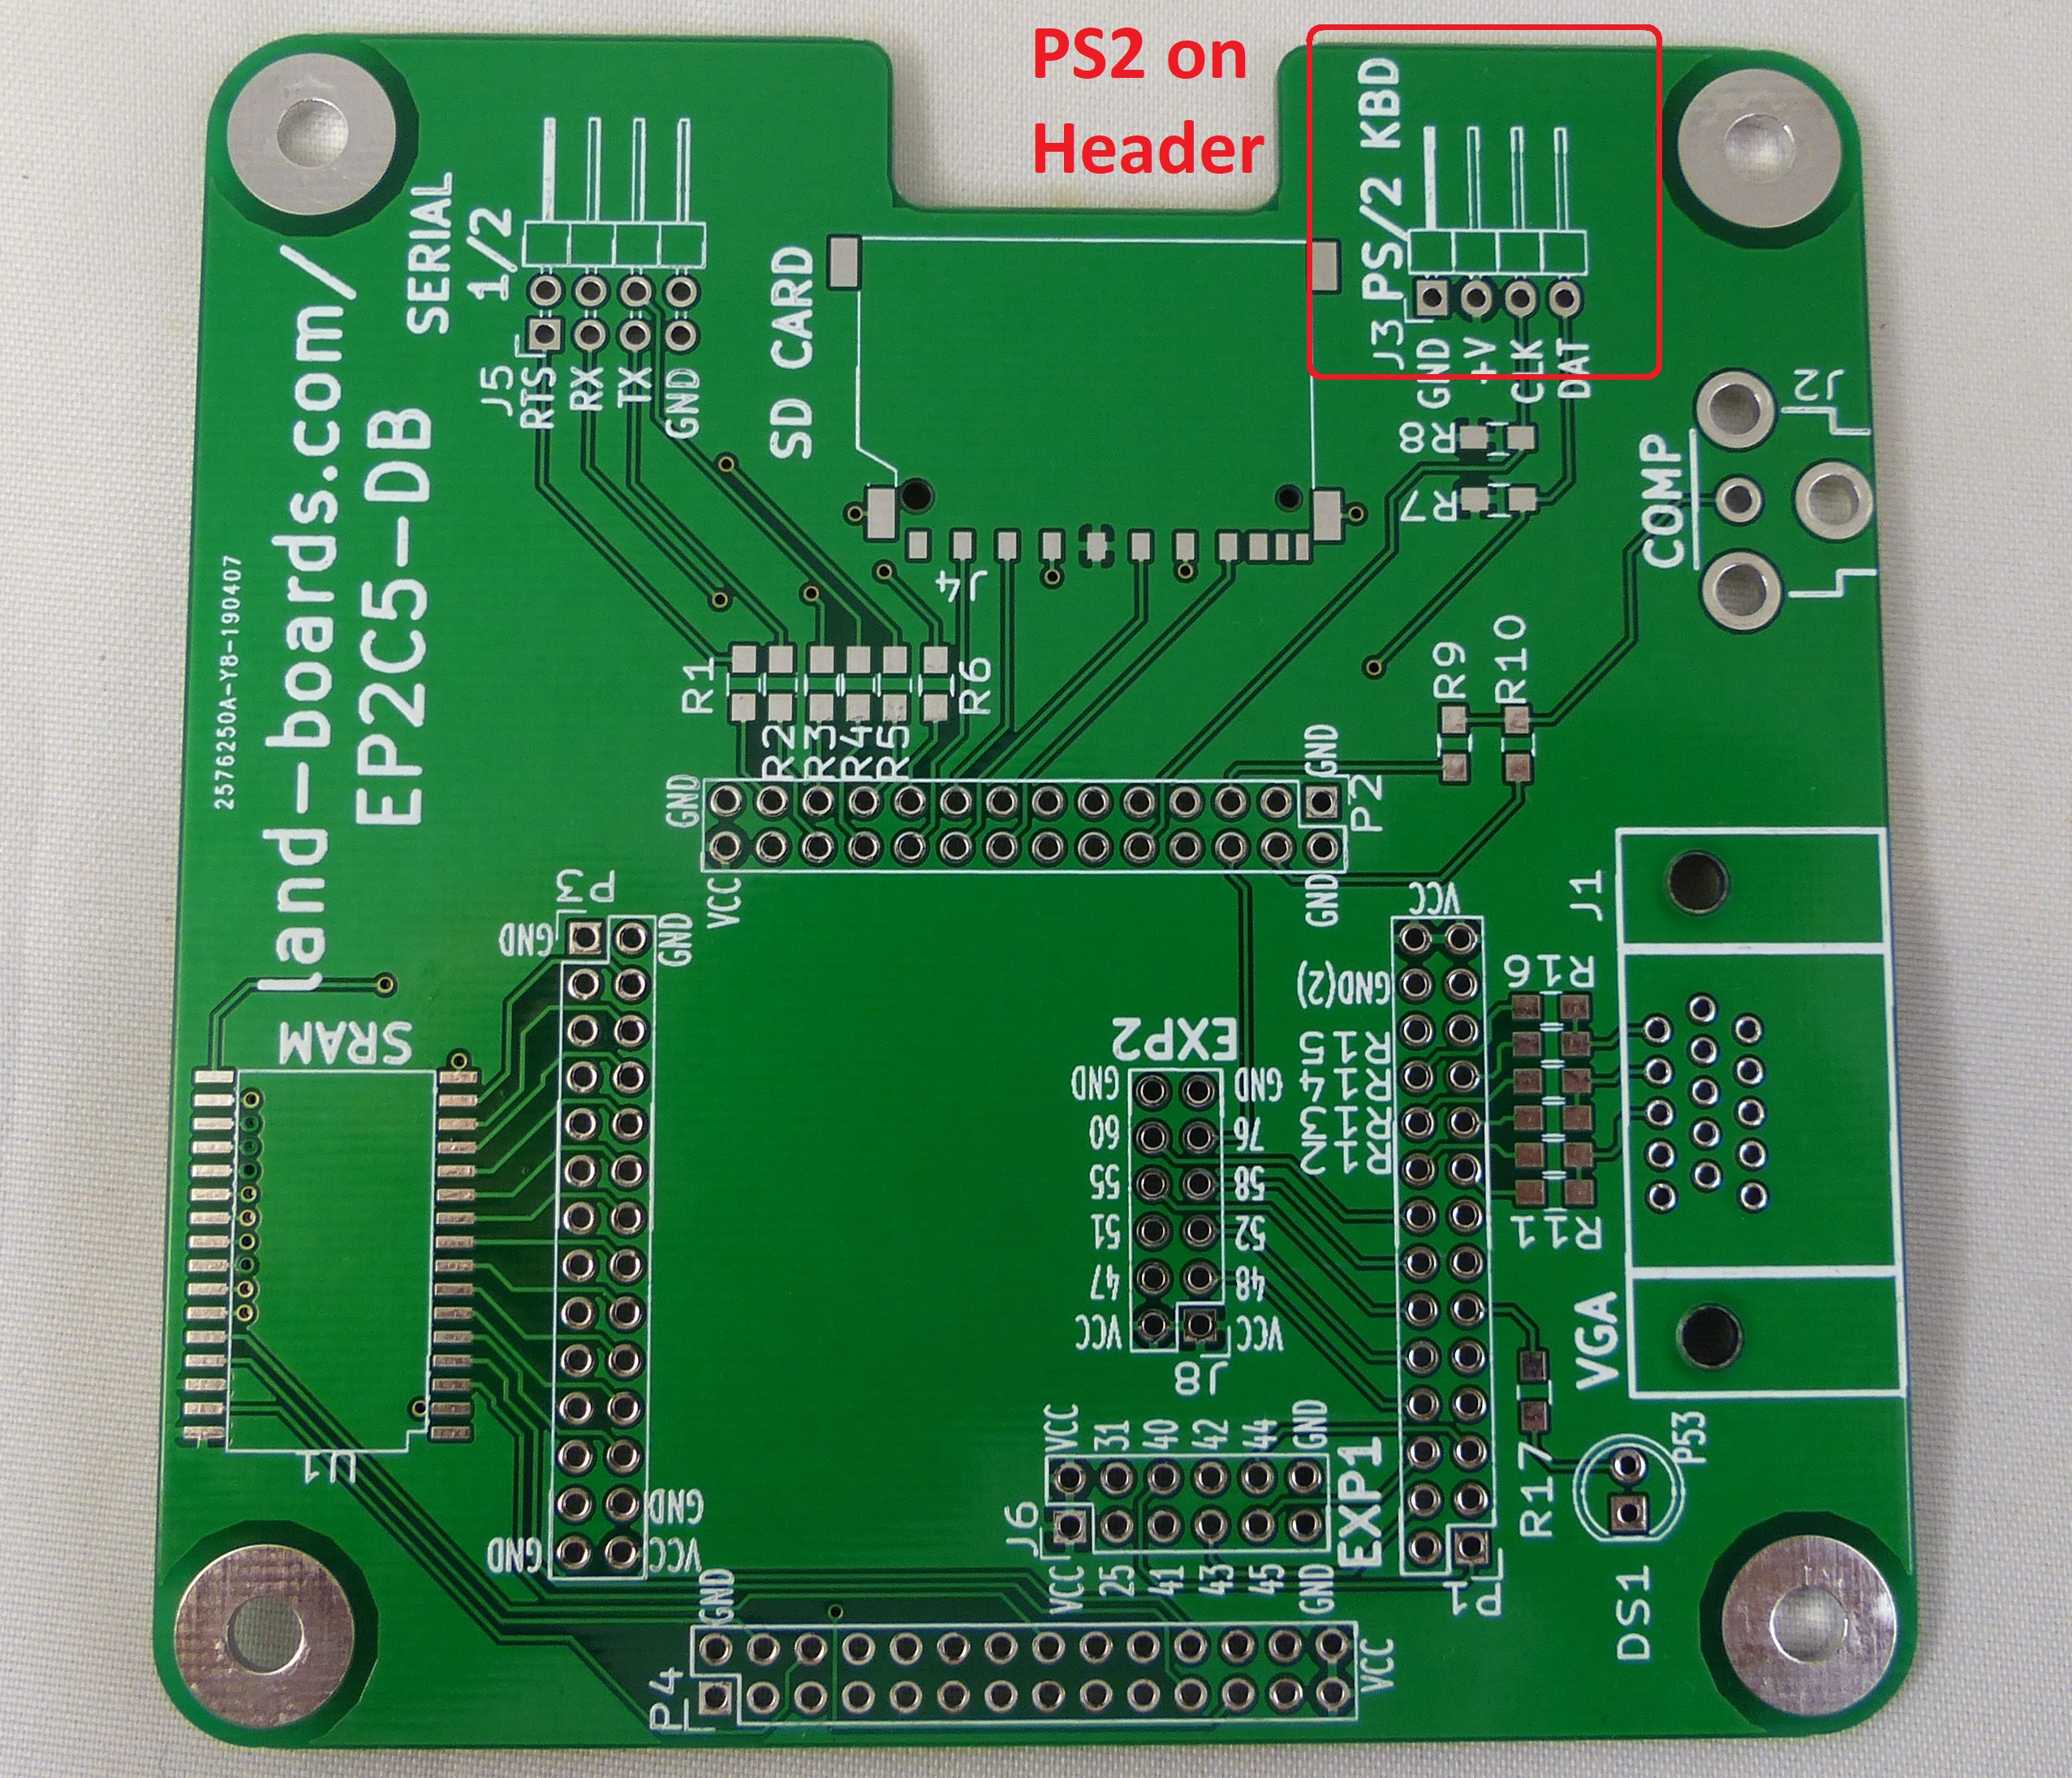 PS2 on
Header
PS/2 KBD
J3
GND
+V
CLK
DAT
SERIAL
1/2
J5
RTS
RX
TX
GND
SD CARD
J4
R8
R7
J2
COMP
land-boards.com/
EP2C5-DB
2576250A-Y8-190407
R1
R2
R3
R4
R5
R6
R9
R10
GND
GND
P2
VCC
GND
P3
GND
GND
VCC
GND(2)
J1
R16
R15
R14
R13
R12
R11
SRAM
U1
EXP2
GND
GND
60
76
55
58
51
52
47
48
VCC
VCC
J8
VGA
P53
R17
DS1
J6
VCC
31
40
42
44
GND
VCC
25
41
43
45
GND
EXP1
P1
GND
GND
VCC
GND
P4
VCC